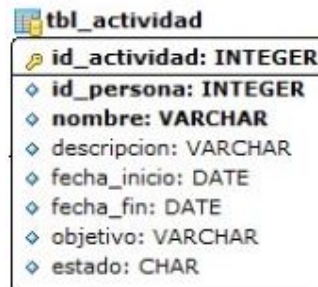 tbl_actividad
id_actividad: INTEGER
id_persona: INTEGER
nombre: VARCHAR
descripcion: VARCHAR
fecha_inicio: DATE
fecha_fin: DATE
objetivo: VARCHAR
estado: CHAR